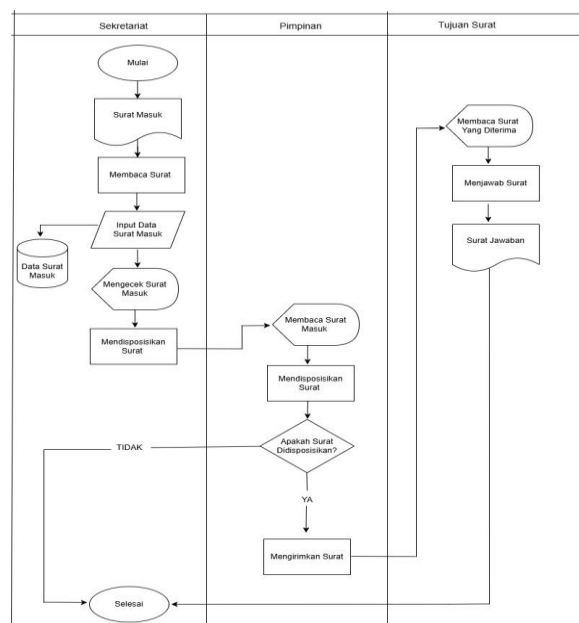 Sekretariat
Pimpinan
Tujuan Surat
Mulai
Surat Masuk
Membaca Surat
Input Data
Surat Masuk
Data Surat
Masuk
Mengecek Surat
Masuk
Mendisposisikan
Surat
Membaca Surat
Masuk
Mendisposisikan
Surat
Apakah Surat
Didisposisikan?
TIDAK
YA
Mengirimkan Surat
Membaca Surat
Yang Diterima
Menjawab Surat
Surat Jawaban
Selesai